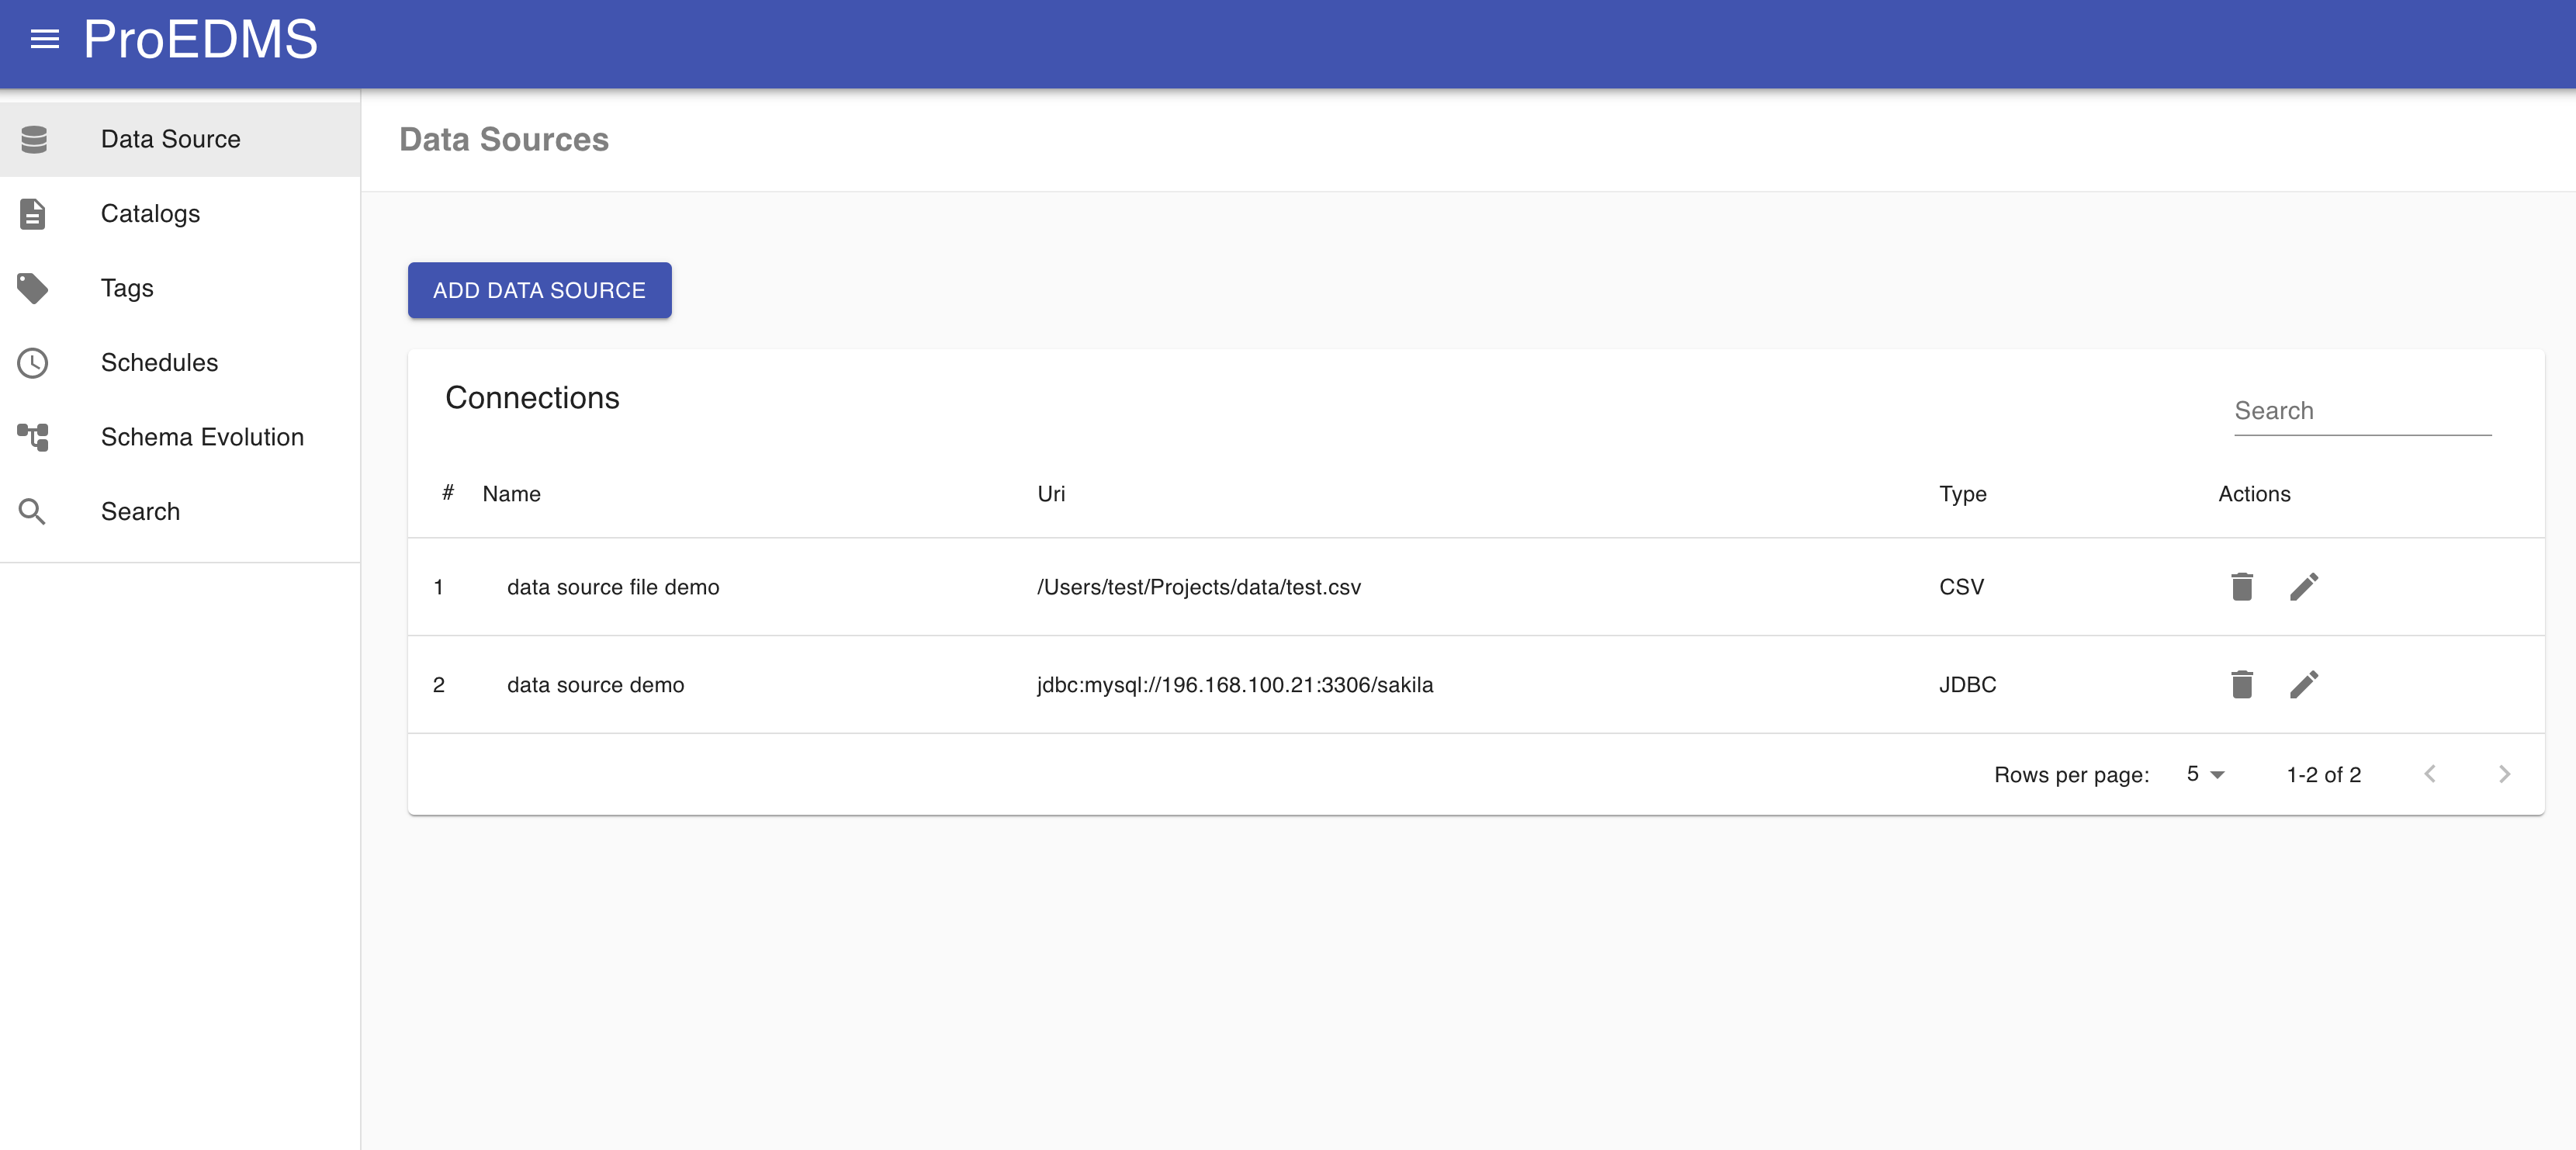 ProEDMS
Data Source
Catalogs
Tags
Schedules
Schema Evolution
Search
Data Sources
ADD DATA SOURCE
Connections
Search
# Name Uri Type Actions
1 data source file demo /Users/test/Projects/data/test.csv CSV
2 data source demo jdbc:mysql://196.168.100.21:3306/sakila JDBC
Rows per page: 5 1-2 of 2